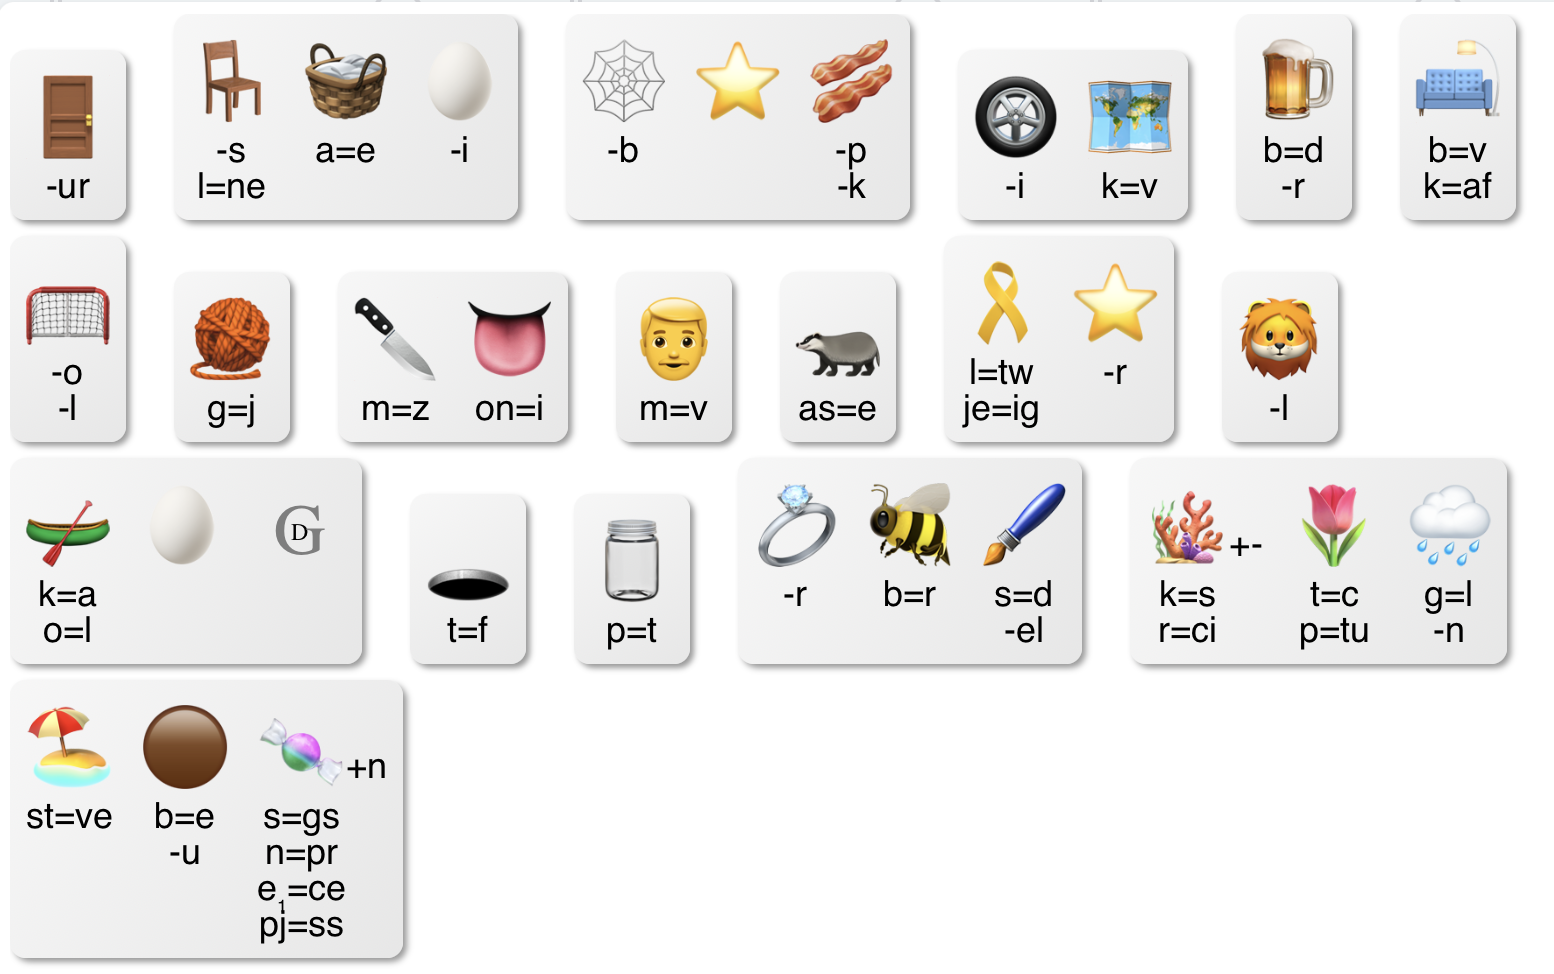 -ur
-s a=e -i
l=ne
-b -p
-k
-i k=v
b=d
-r
b=v
k=af
-o
-l
g=j
m=z on=i
m=v
as=e
l=tw -r
je=ig
-l
G D
k=a
o=l
t=f
p=t
-r b=r s=d
-el
+-
k=s t=c g=l
r=ci p=tu -n
+n
st=ve b=e s=gs
-u n=pr
e₁=ce
pj=ss